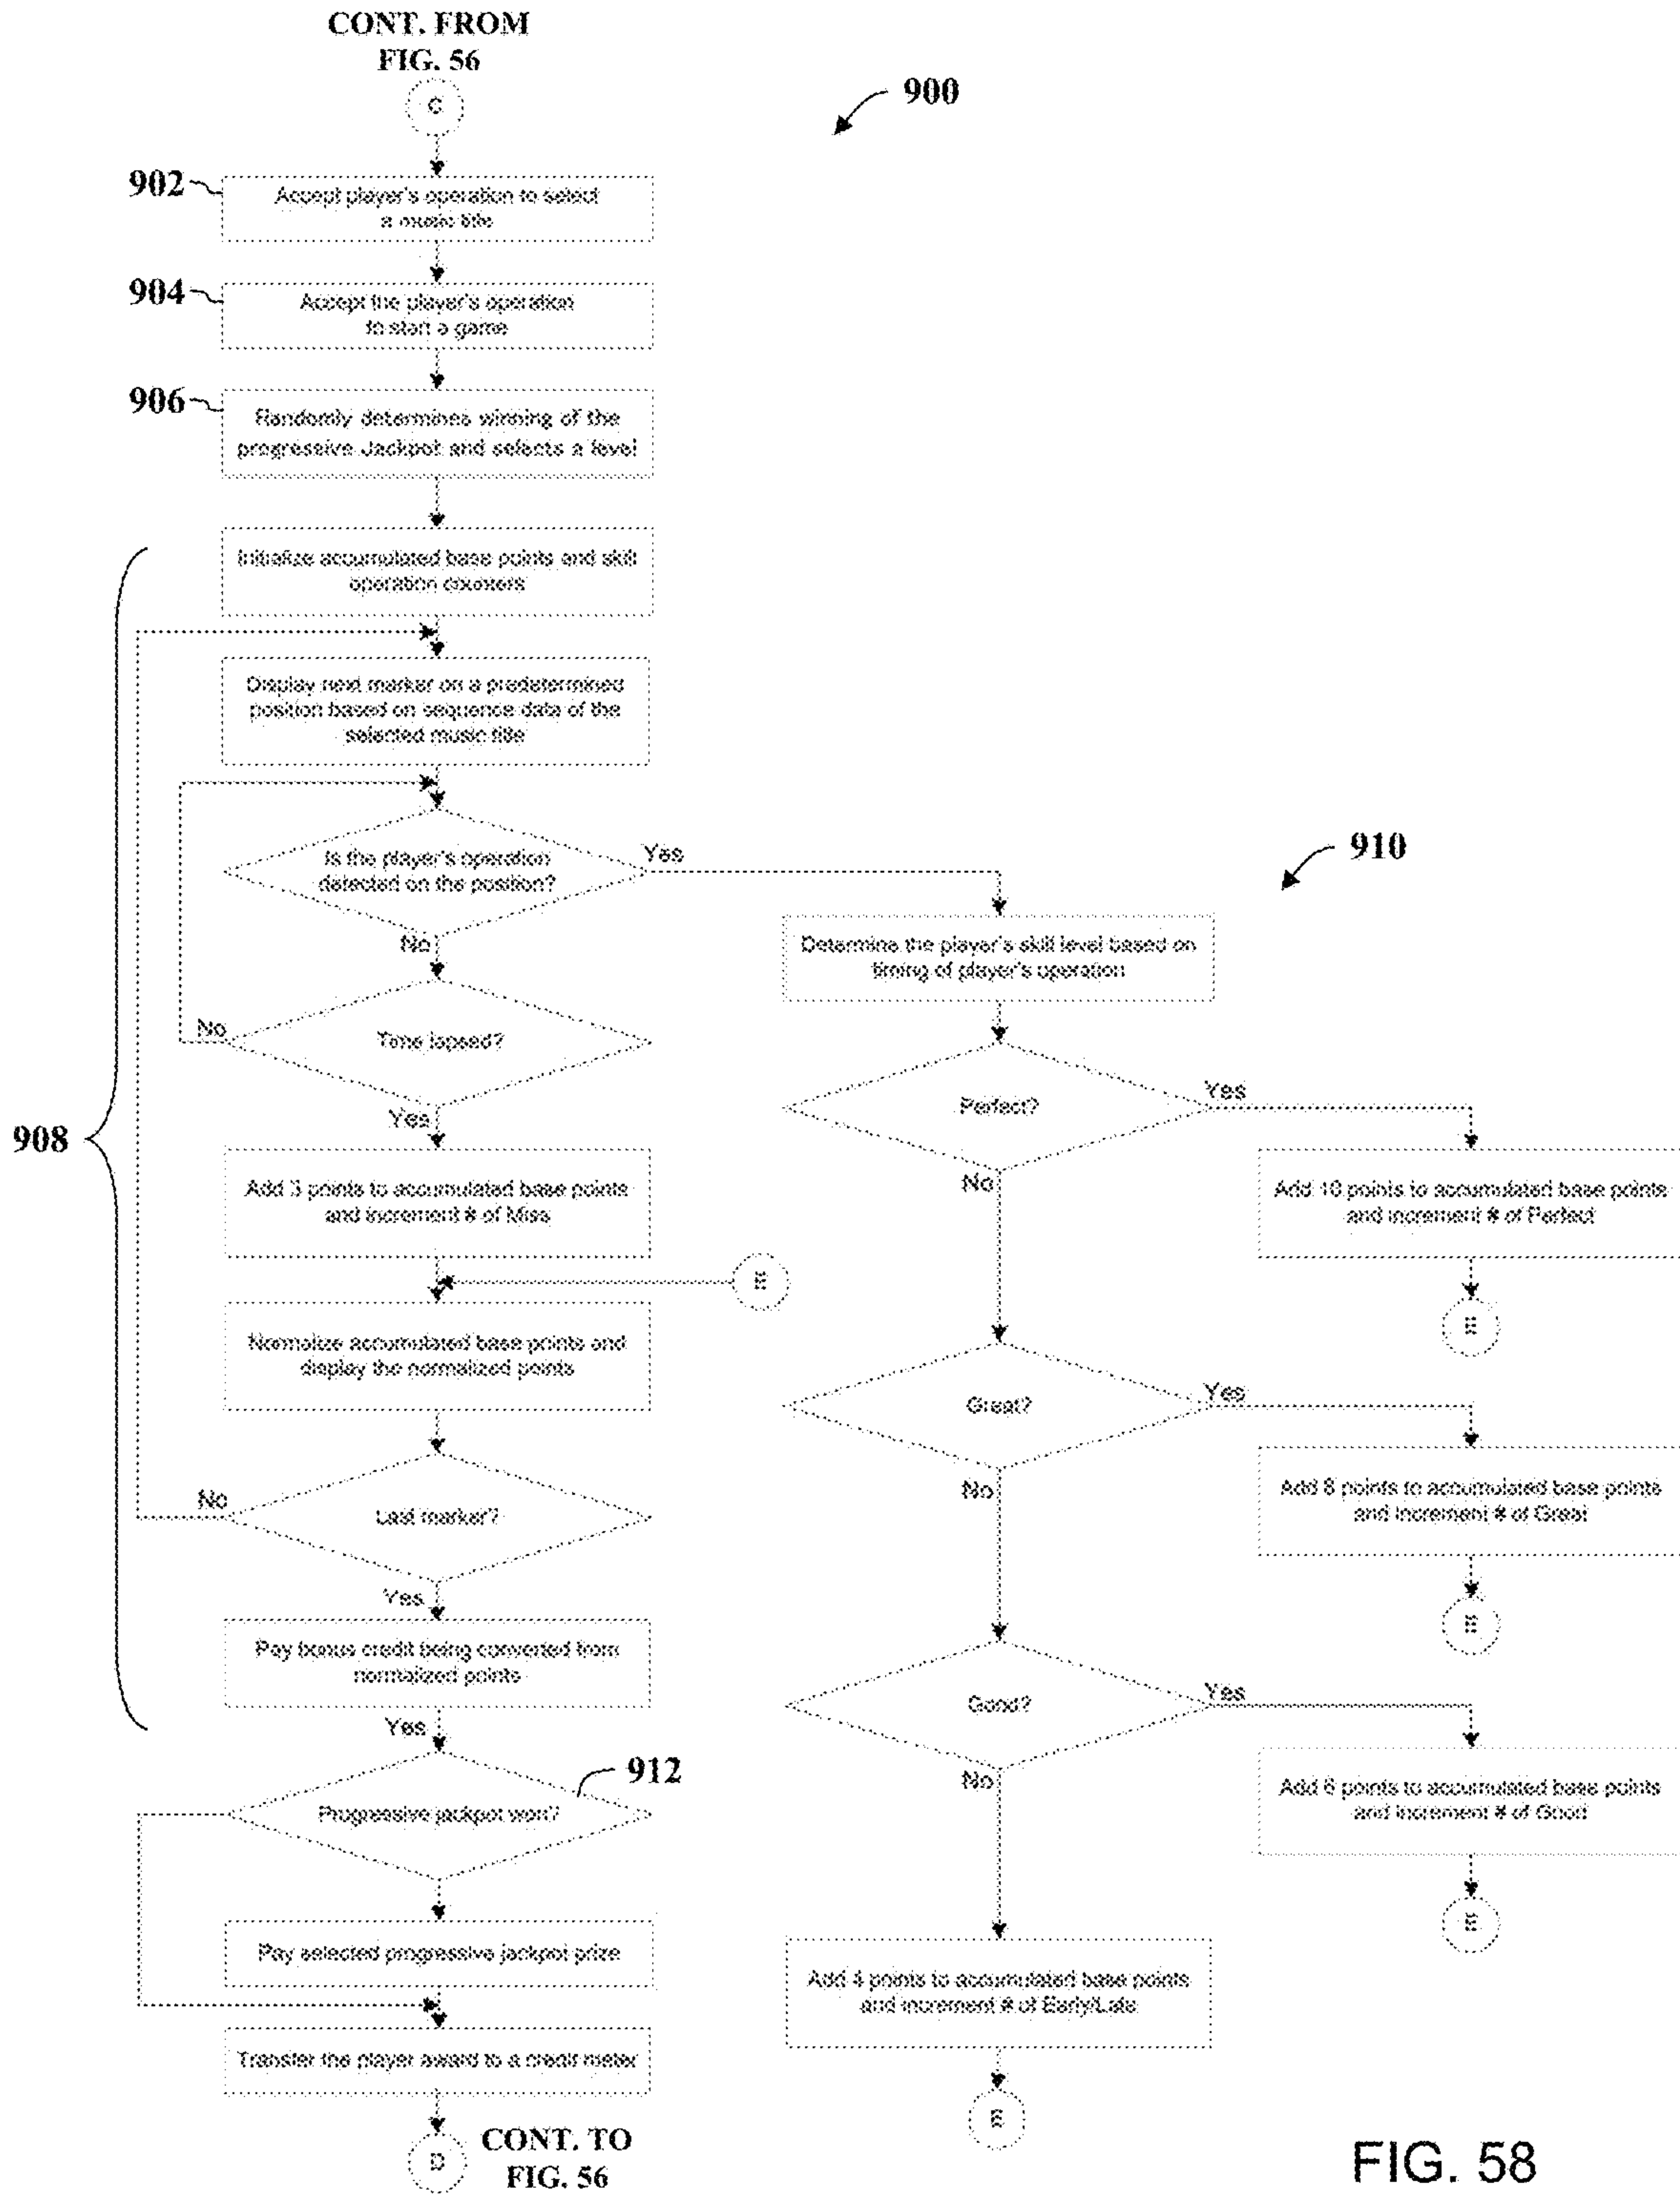 CONT. FROM
FIG. 56
C
900
902
Accept player's operation to select
a music title
904
Accept the player's operation
to start a game
906
Randomly determines winning of the
progressive Jackpot and selects a level
Initialize accumulated base points and skill
operation counters
Display next marker on a predetermined
position based on sequence data of the
selected music title
Is the player's operation
detected on the position?
Yes
No
910
Determine the player's skill level based on
timing of player's operation
Time lapsed?
No
Yes
Perfect?
Yes
No
908
Add 3 points to accumulated base points
and increment # of Miss
Add 10 points to accumulated base points
and increment # of Perfect
E
E
Normalize accumulated base points and
display the normalized points
Great?
Yes
No
Last marker?
No
Yes
Add 8 points to accumulated base points
and increment # of Great
E
Pay bonus credit being converted from
normalized points
Yes
Good?
Yes
No
912
Progressive jackpot won?
Add 6 points to accumulated base points
and increment # of Good
E
Pay selected progressive jackpot prize
Add 4 points to accumulated base points
and increment # of Early/Late
E
Transfer the player award to a credit meter
D
CONT. TO
FIG. 56
FIG. 58